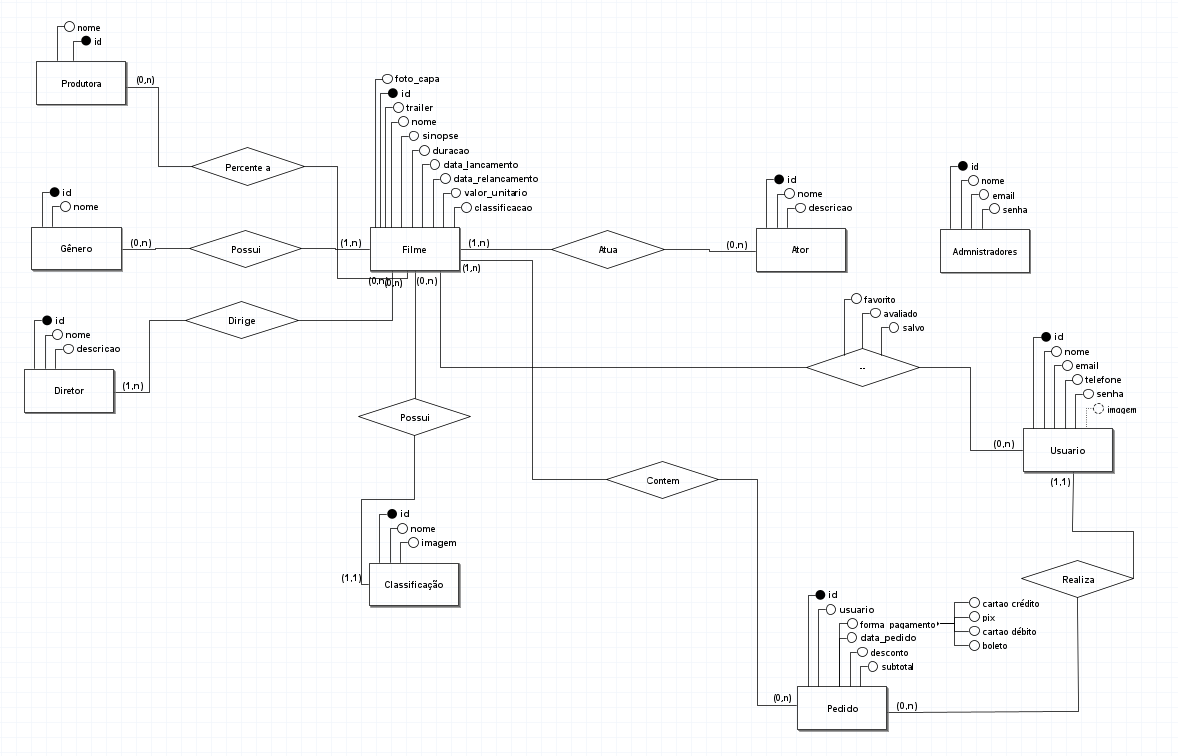 nome
id
Produtora
(0,n)
Percente a
id
nome
Gênero
(0,n)
Possui
(1,n)
foto_capa
id
trailer
nome
sinopse
duracao
data_lancamento
data_relancamento
valor_unitario
classificacao
Filme
(1,n)
(1,n)
(0,n)
(0,n)
(0,n)
Atua
(0,n)
id
nome
descricao
Ator
id
nome
email
senha
Admnistradores
id
nome
descricao
Diretor
(1,n)
Dirige
favorito
avaliado
salvo
--
(0,n)
id
nome
email
telefone
senha
imagem
Usuario
(1,1)
Possui
id
nome
imagem
(1,1)
Classificação
Contem
Realiza
id
usuario
forma_pagamento
cartao crédito
pix
cartao débito
boleto
data_pedido
desconto
subtotal
(0,n)
Pedido
(0,n)